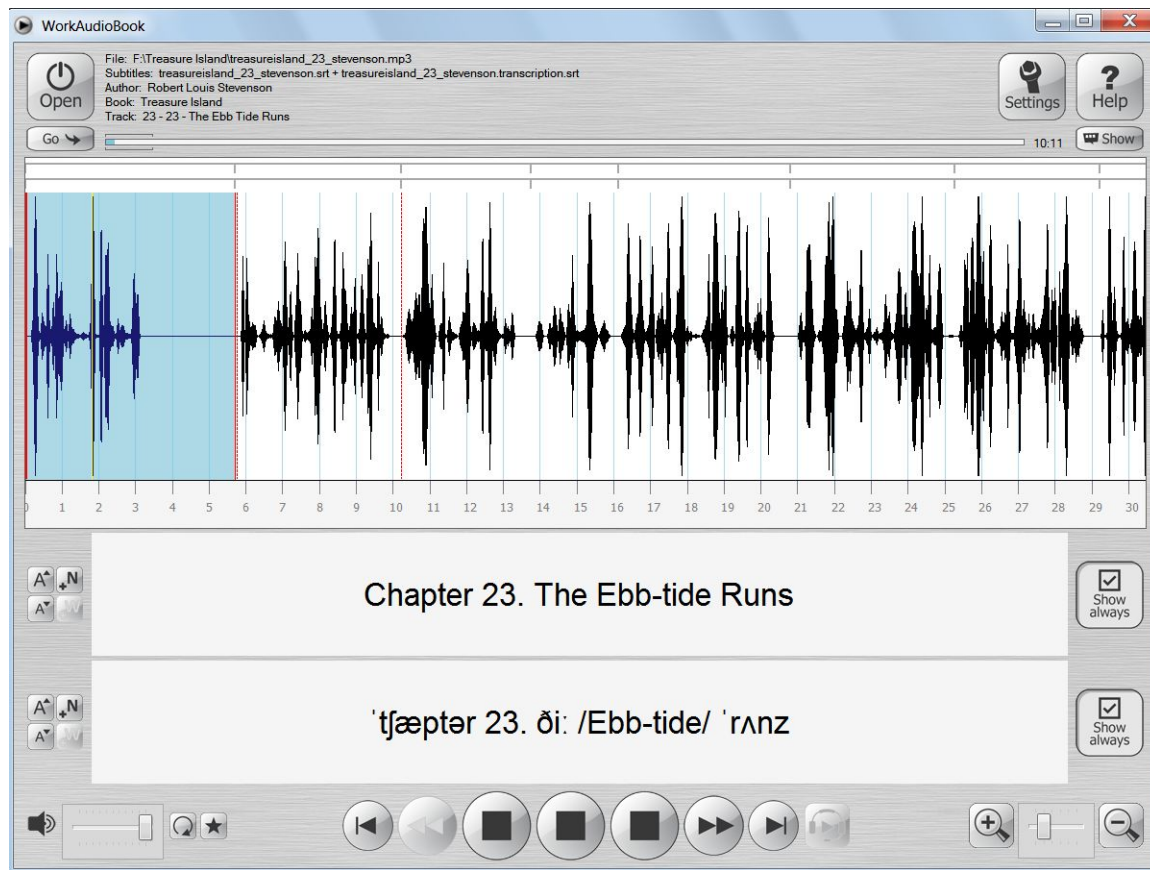 WorkAudioBook
File: F:\Treasure Island\treasureisland_23_stevenson.mp3
Subtitles: treasureisland_23_stevenson.srt + treasureisland_23_stevenson.transcription.srt
Author: Robert Louis Stevenson
Book: Treasure Island
Track: 23 - 23 - The Ebb Tide Runs
Open
Settings
Help
Go
10:11
Show
0 1 2 3 4 5 6 7 8 9 10 11 12 13 14 15 16 17 18 19 20 21 22 23 24 25 26 27 28 29 30
A +N
A W
Chapter 23. The Ebb-tide Runs
Show always
A +N
A W
ˈtʃæptər 23. ðiː /Ebb-tide/ ˈrʌnz
Show always